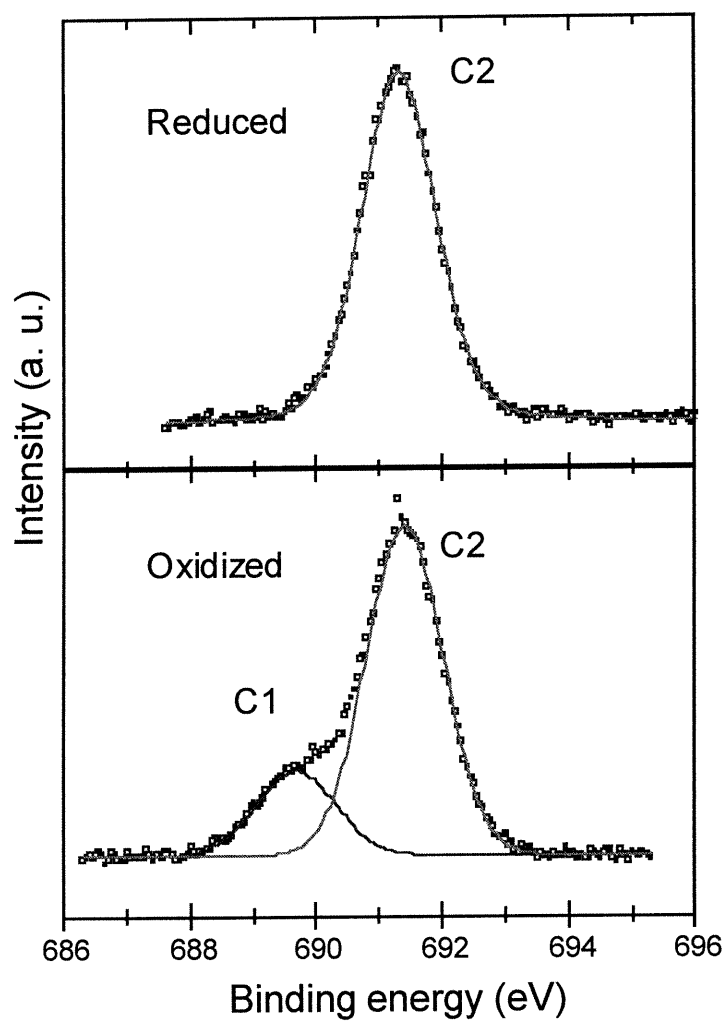 C2
Reduced
Intensity (a. u.)
Oxidized
C2
C1
686 688 690 692 694 696
Binding energy (eV)